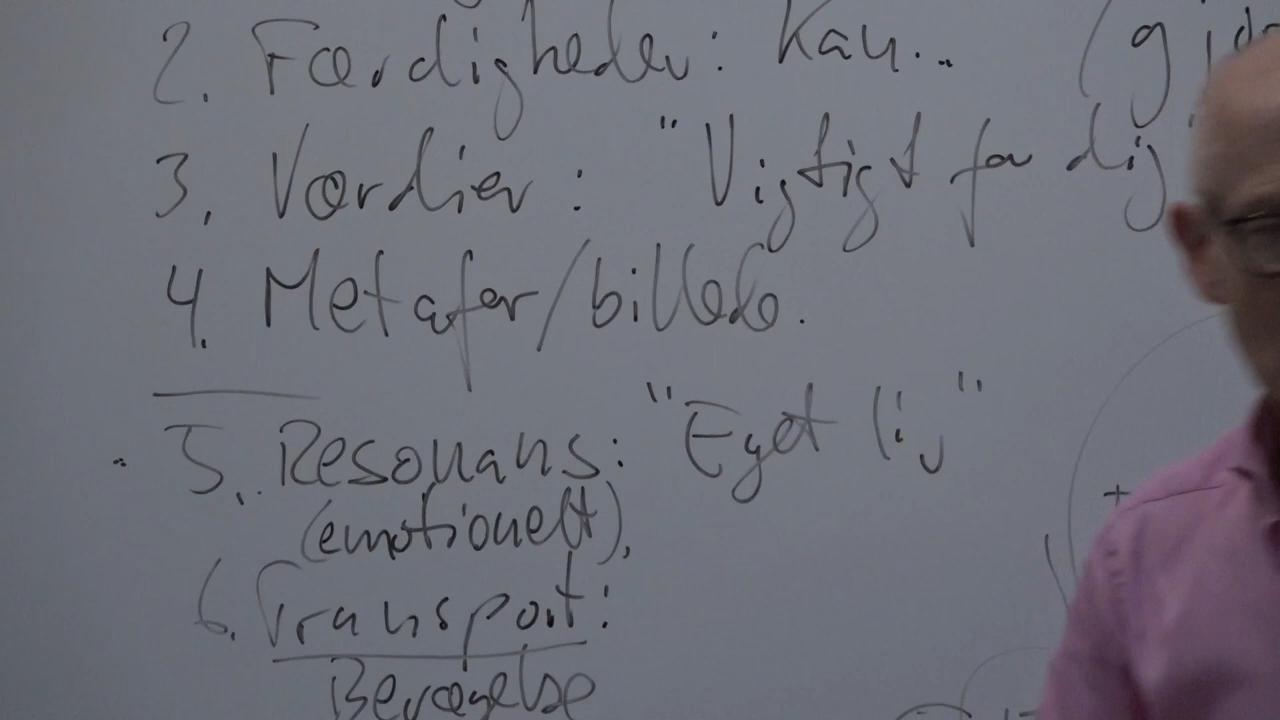 2. Færdigheder: Kan... (g
3. Værdier: "Vigtigt for dig"
4. Metafor/billede.
5. Resonans: "Eget liv"
(emotionelt),
6. Transport:
Bevægelse